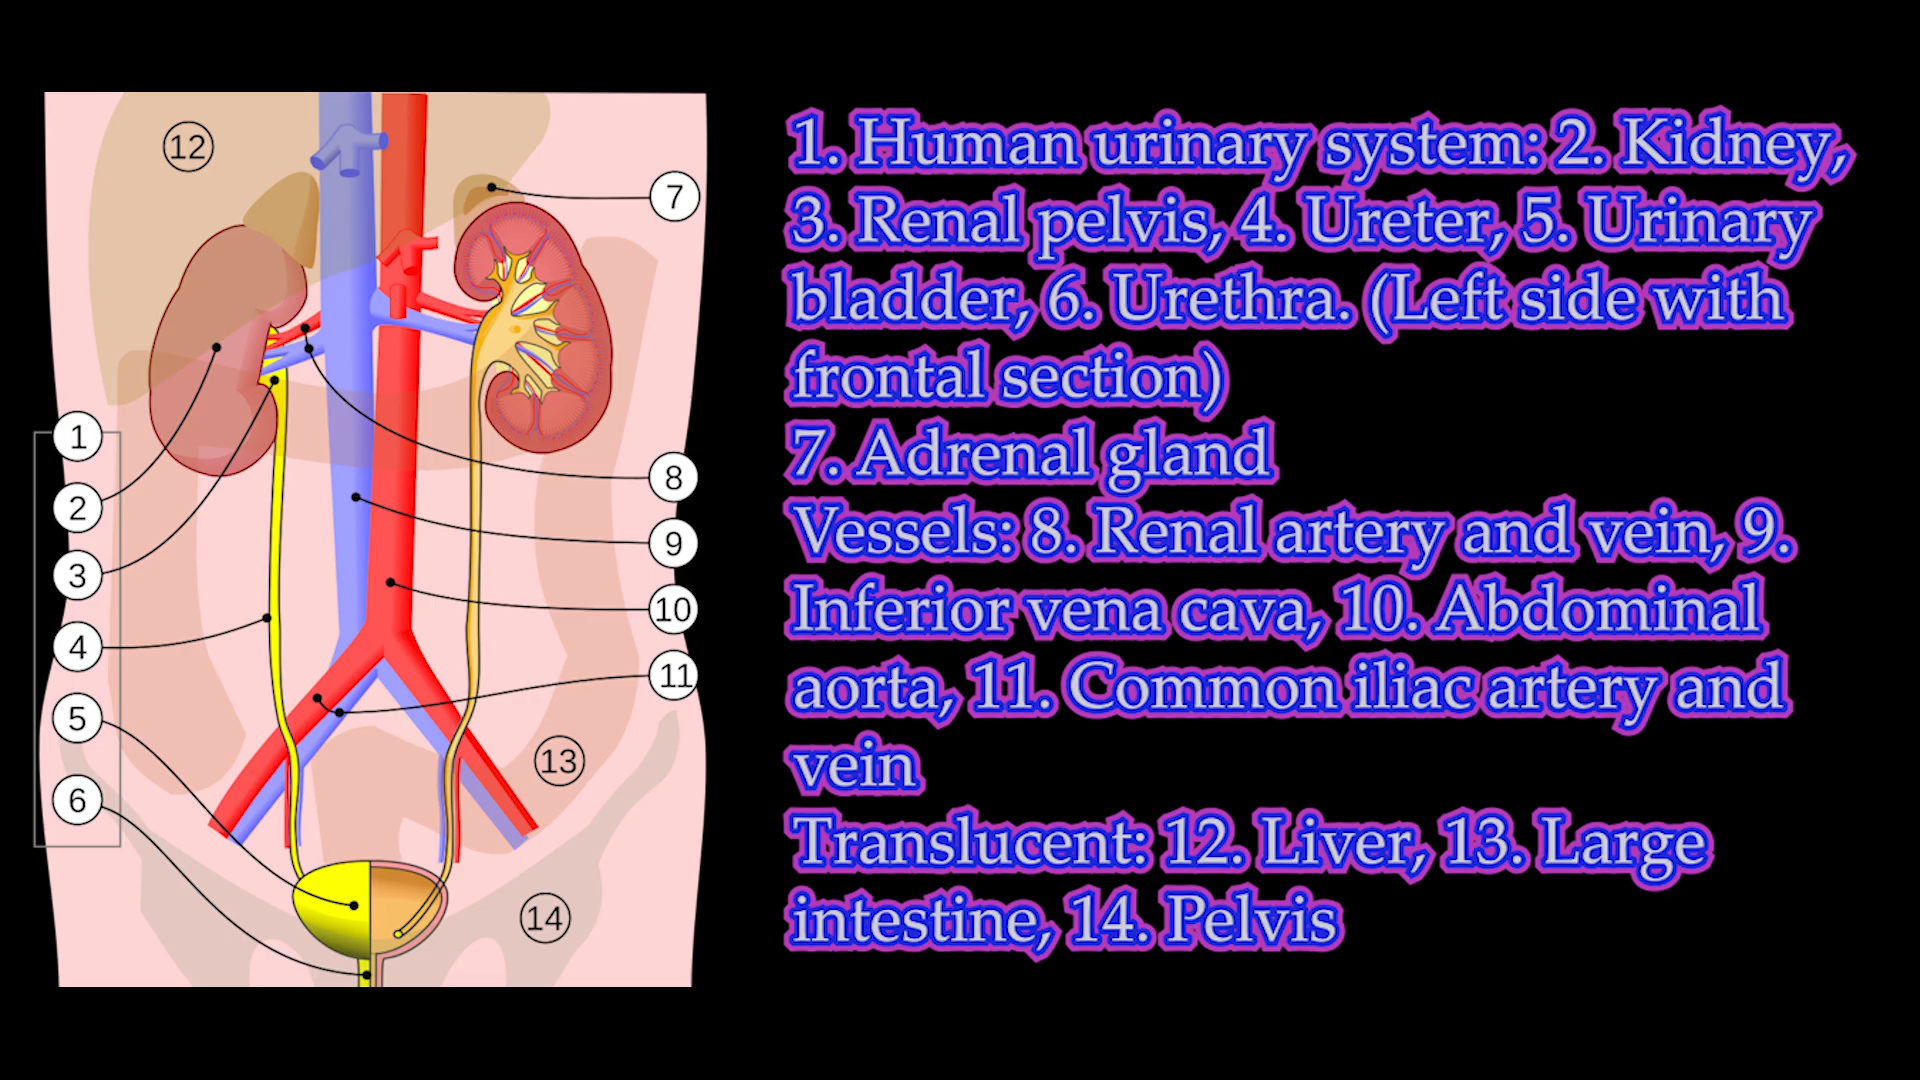 12
7
1
2
3
4
5
6
8
9
10
11
13
14
1. Human urinary system: 2. Kidney,
3. Renal pelvis, 4. Ureter, 5. Urinary
bladder, 6. Urethra. (Left side with
frontal section)
7. Adrenal gland
Vessels: 8. Renal artery and vein, 9.
Inferior vena cava, 10. Abdominal
aorta, 11. Common iliac artery and
vein
Translucent: 12. Liver, 13. Large
intestine, 14. Pelvis